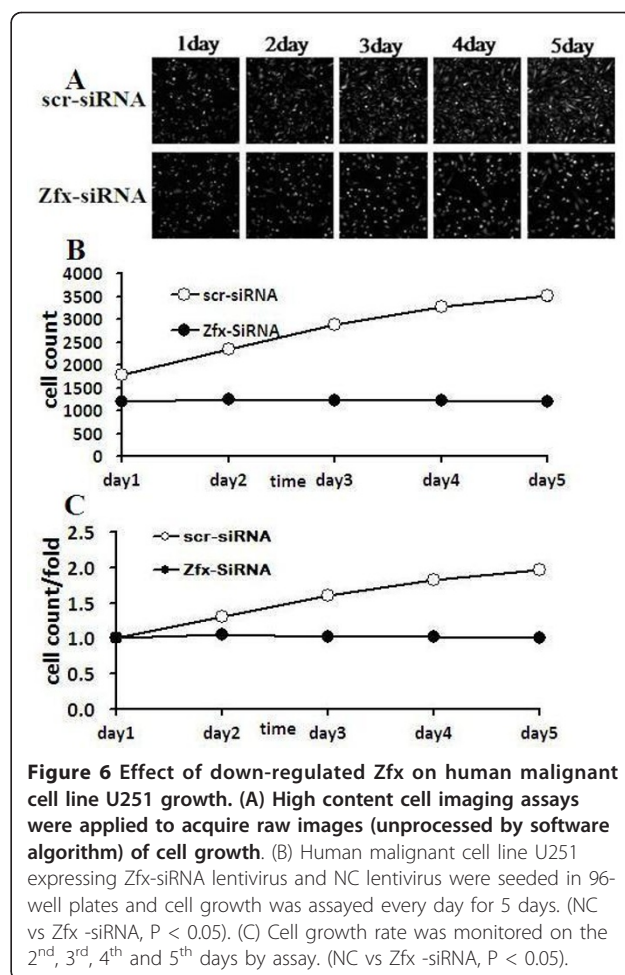 1day 2day 3day 4day 5day
A
scr-siRNA
Zfx-siRNA
B
4000
3500
3000
2500
2000
1500
1000
500
0
cell count
scr-siRNA
Zfx-SiRNA
day1 day2 time day3 day4 day5
C
2.5
2.0
1.5
1.0
0.5
0.0
cell count/fold
scr-siRNA
Zfx-SiRNA
day1 day2 time day3 day4 day5
Figure 6 Effect of down-regulated Zfx on human malignant
cell line U251 growth. (A) High content cell imaging assays
were applied to acquire raw images (unprocessed by software
algorithm) of cell growth. (B) Human malignant cell line U251
expressing Zfx-siRNA lentivirus and NC lentivirus were seeded in 96-
well plates and cell growth was assayed every day for 5 days. (NC
vs Zfx -siRNA, P < 0.05). (C) Cell growth rate was monitored on the
2nd, 3rd, 4th and 5th days by assay. (NC vs Zfx -siRNA, P < 0.05).